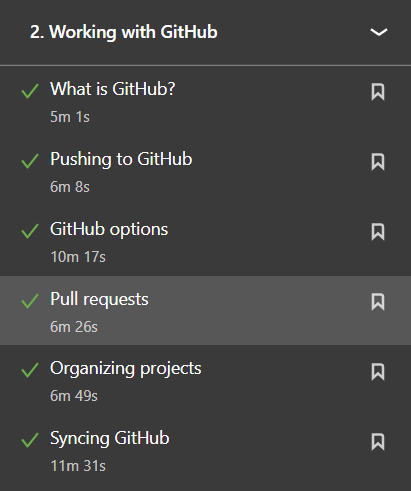 2. Working with GitHub
What is GitHub?
5m 1s
Pushing to GitHub
6m 8s
GitHub options
10m 17s
Pull requests
6m 26s
Organizing projects
6m 49s
Syncing GitHub
11m 31s